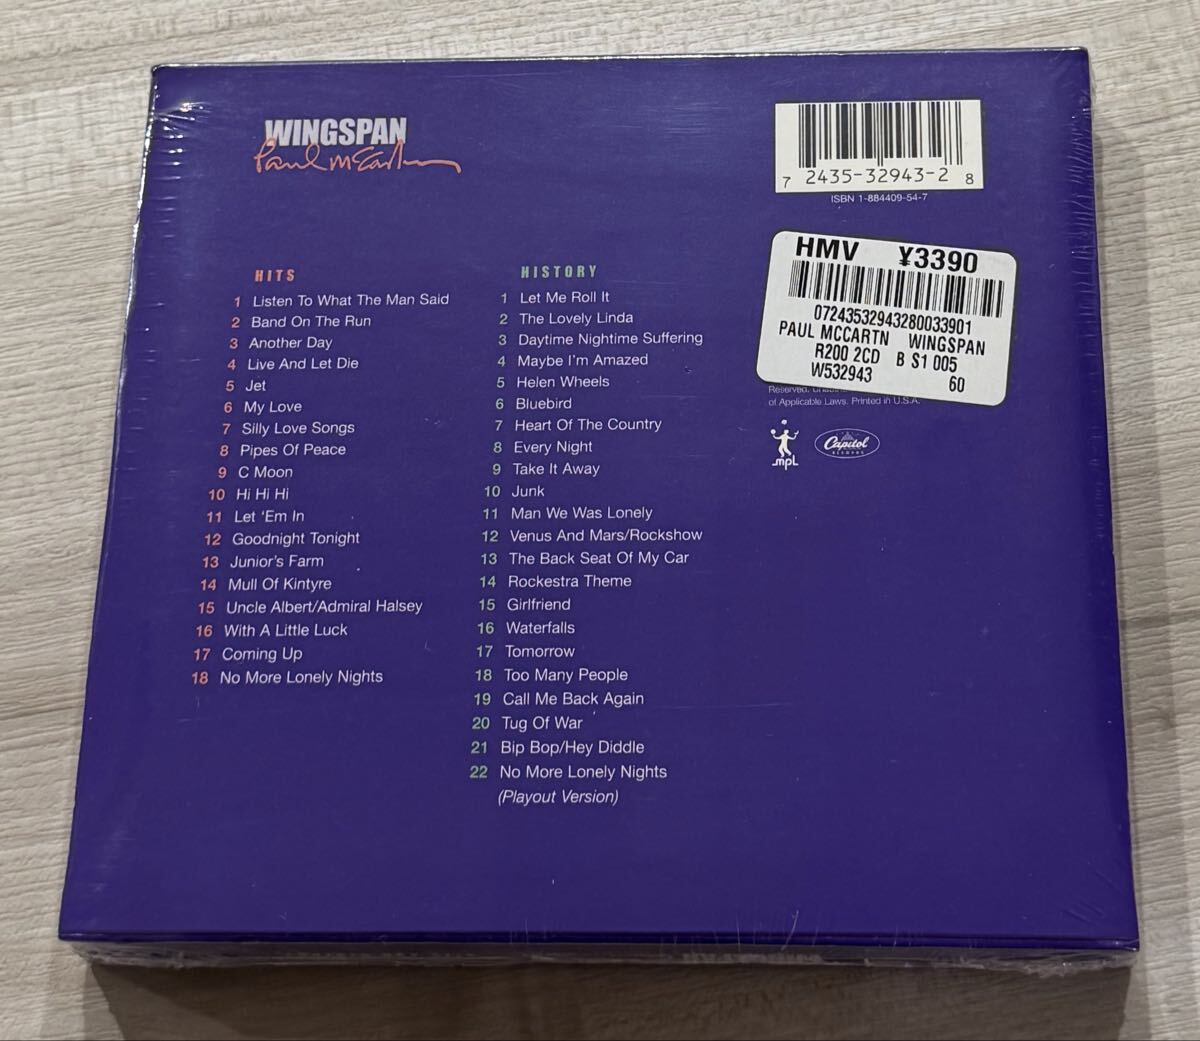 WINGSPAN
Paul McCartney
HITS
1 Listen To What The Man Said
2 Band On The Run
3 Another Day
4 Live And Let Die
5 Jet
6 My Love
7 Silly Love Songs
8 Pipes Of Peace
9 C Moon
10 Hi Hi Hi
11 Let 'Em In
12 Goodnight Tonight
13 Junior's Farm
14 Mull Of Kintyre
15 Uncle Albert/Admiral Halsey
16 With A Little Luck
17 Coming Up
18 No More Lonely Nights
HISTORY
1 Let Me Roll It
2 The Lovely Linda
3 Daytime Nightime Suffering
4 Maybe I'm Amazed
5 Helen Wheels
6 Bluebird
7 Heart Of The Country
8 Every Night
9 Take It Away
10 Junk
11 Man We Was Lonely
12 Venus And Mars/Rockshow
13 The Back Seat Of My Car
14 Rockestra Theme
15 Girlfriend
16 Waterfalls
17 Tomorrow
18 Too Many People
19 Call Me Back Again
20 Tug Of War
21 Bip Bop/Hey Diddle
22 No More Lonely Nights
(Playout Version)
7 2435-32943-2 8
ISBN 1-884409-54-7
HMV ¥3390
07243532943280033901
PAUL MCCARTN WINGSPAN
R200 2CD B S1 005
W532943 60
Reserved.
of Applicable Laws. Printed in U.S.A.
mpl
Capitol
RECORDS